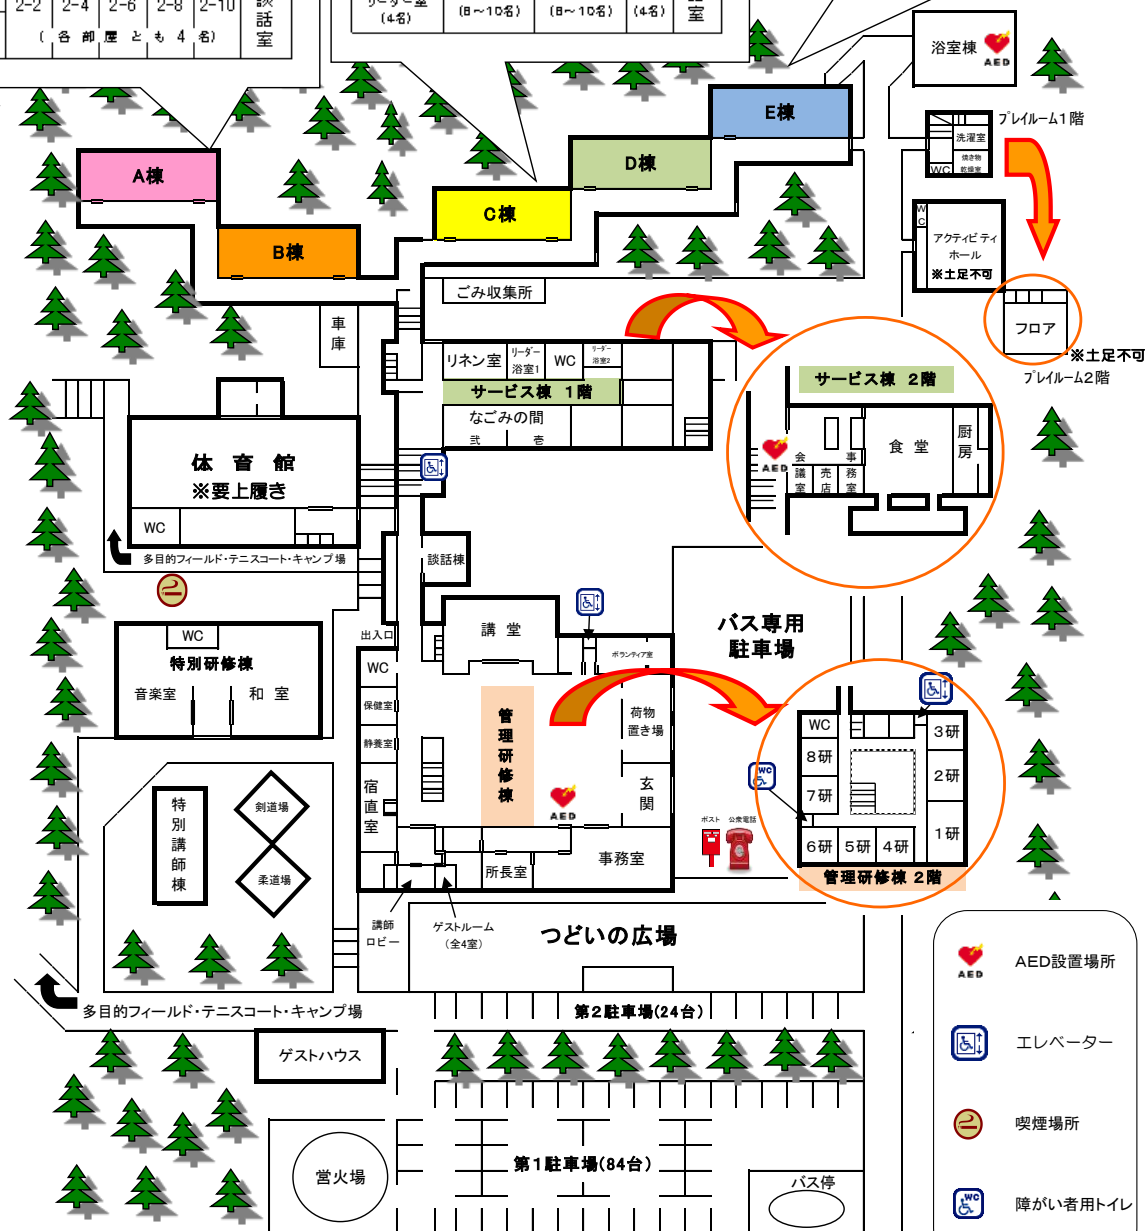 2-2 2-4 2-6 2-8 2-10
談話室
(各部屋とも4名)
リーダー室
(4名)
(8～10名)
(8～10名)
(4名)
室
浴室棟
AED
プレイルーム1階
洗濯室
焼き物
乾燥室
WC
E棟
D棟
A棟
C棟
B棟
WC
アクティビティ
ホール
※土足不可
フロア
※土足不可
プレイルーム2階
ごみ収集所
車庫
リネン室
リーダー
浴室1
WC
リーダー
浴室2
サービス棟 1階
なごみの間
弐 壱
サービス棟 2階
AED
会議室
売店
事務室
食堂
厨房
体育館
※要上履き
WC
多目的フィールド・テニスコート・キャンプ場
談話棟
出入口
講堂
ボランティア室
バス専用
駐車場
WC
特別研修棟
音楽室
和室
WC
保健室
静養室
宿直室
管理研修棟
荷物
置き場
玄関
AED
事務室
所長室
WC
3研
8研
2研
7研
1研
6研 5研 4研
WC
管理研修棟 2階
ポスト 公衆電話
特別講師棟
剣道場
柔道場
講師
ロビー
ゲストルーム
(全4室)
つどいの広場
多目的フィールド・テニスコート・キャンプ場
第2駐車場(24台)
ゲストハウス
営火場
第1駐車場(84台)
バス停
AED
AED設置場所
エレベーター
喫煙場所
WC
障がい者用トイレ